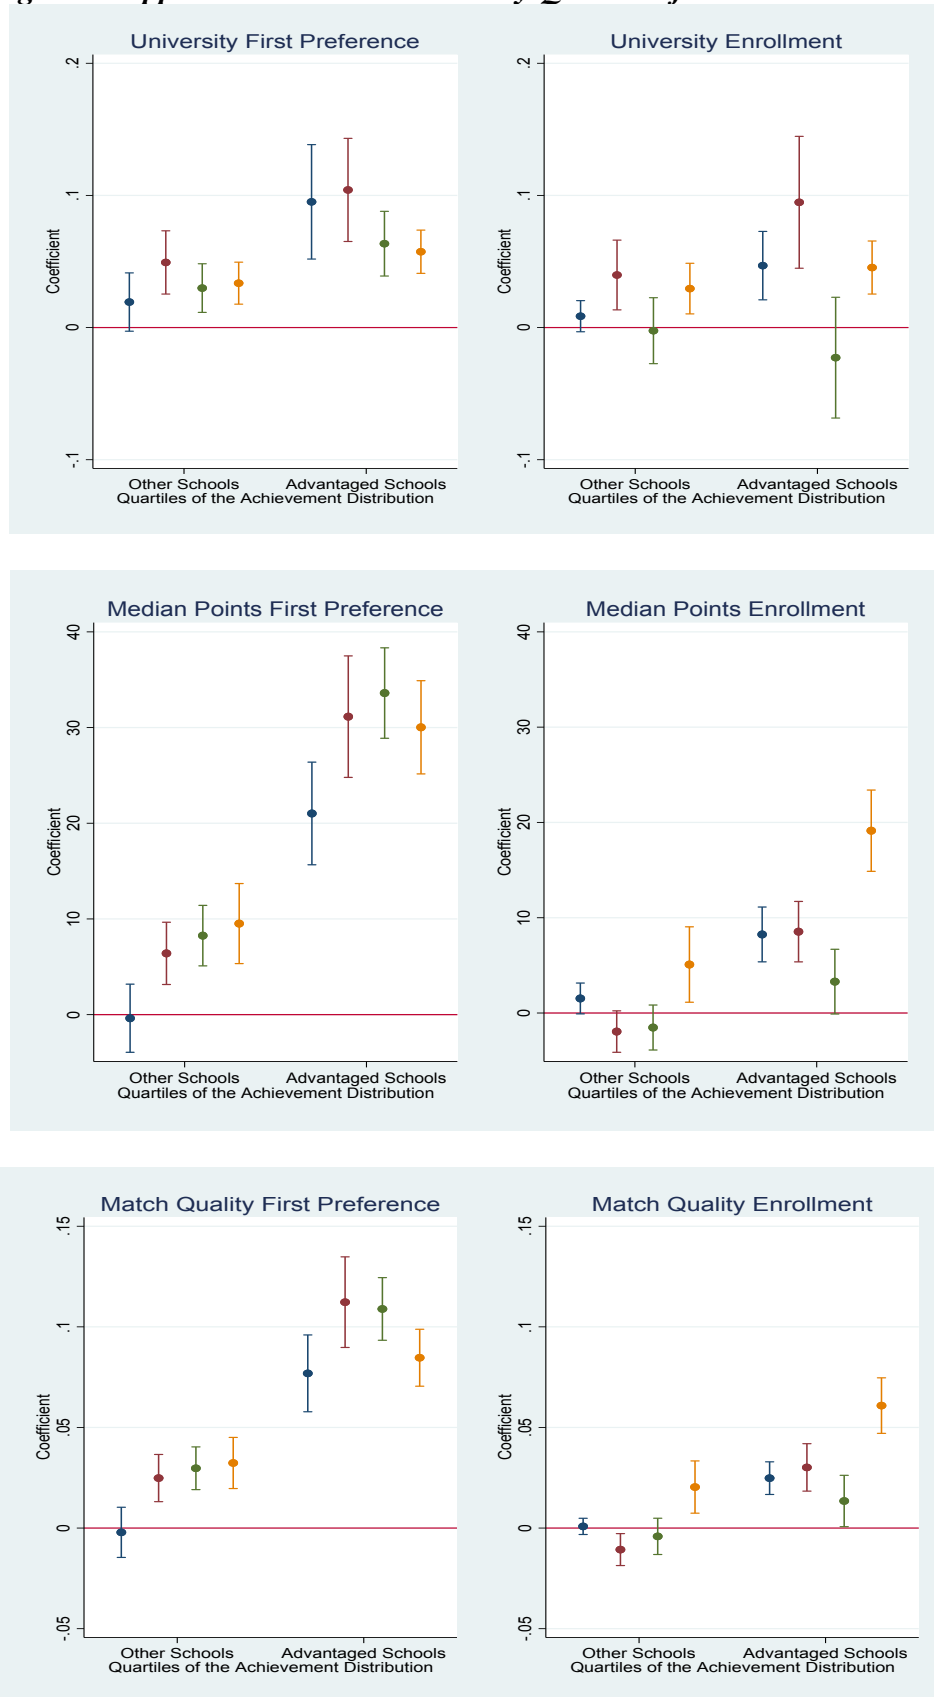 University First Preference
University Enrollment
.2
.1
0
-.1
Coefficient
Other Schools
Advantaged Schools
Quartiles of the Achievement Distribution
.2
.1
0
-.1
Coefficient
Other Schools
Advantaged Schools
Quartiles of the Achievement Distribution
Median Points First Preference
Median Points Enrollment
40
30
20
10
0
Coefficient
Other Schools
Advantaged Schools
Quartiles of the Achievement Distribution
40
30
20
10
0
Coefficient
Other Schools
Advantaged Schools
Quartiles of the Achievement Distribution
Match Quality First Preference
Match Quality Enrollment
.15
.1
.05
0
-.05
Coefficient
Other Schools
Advantaged Schools
Quartiles of the Achievement Distribution
.15
.1
.05
0
-.05
Coefficient
Other Schools
Advantaged Schools
Quartiles of the Achievement Distribution